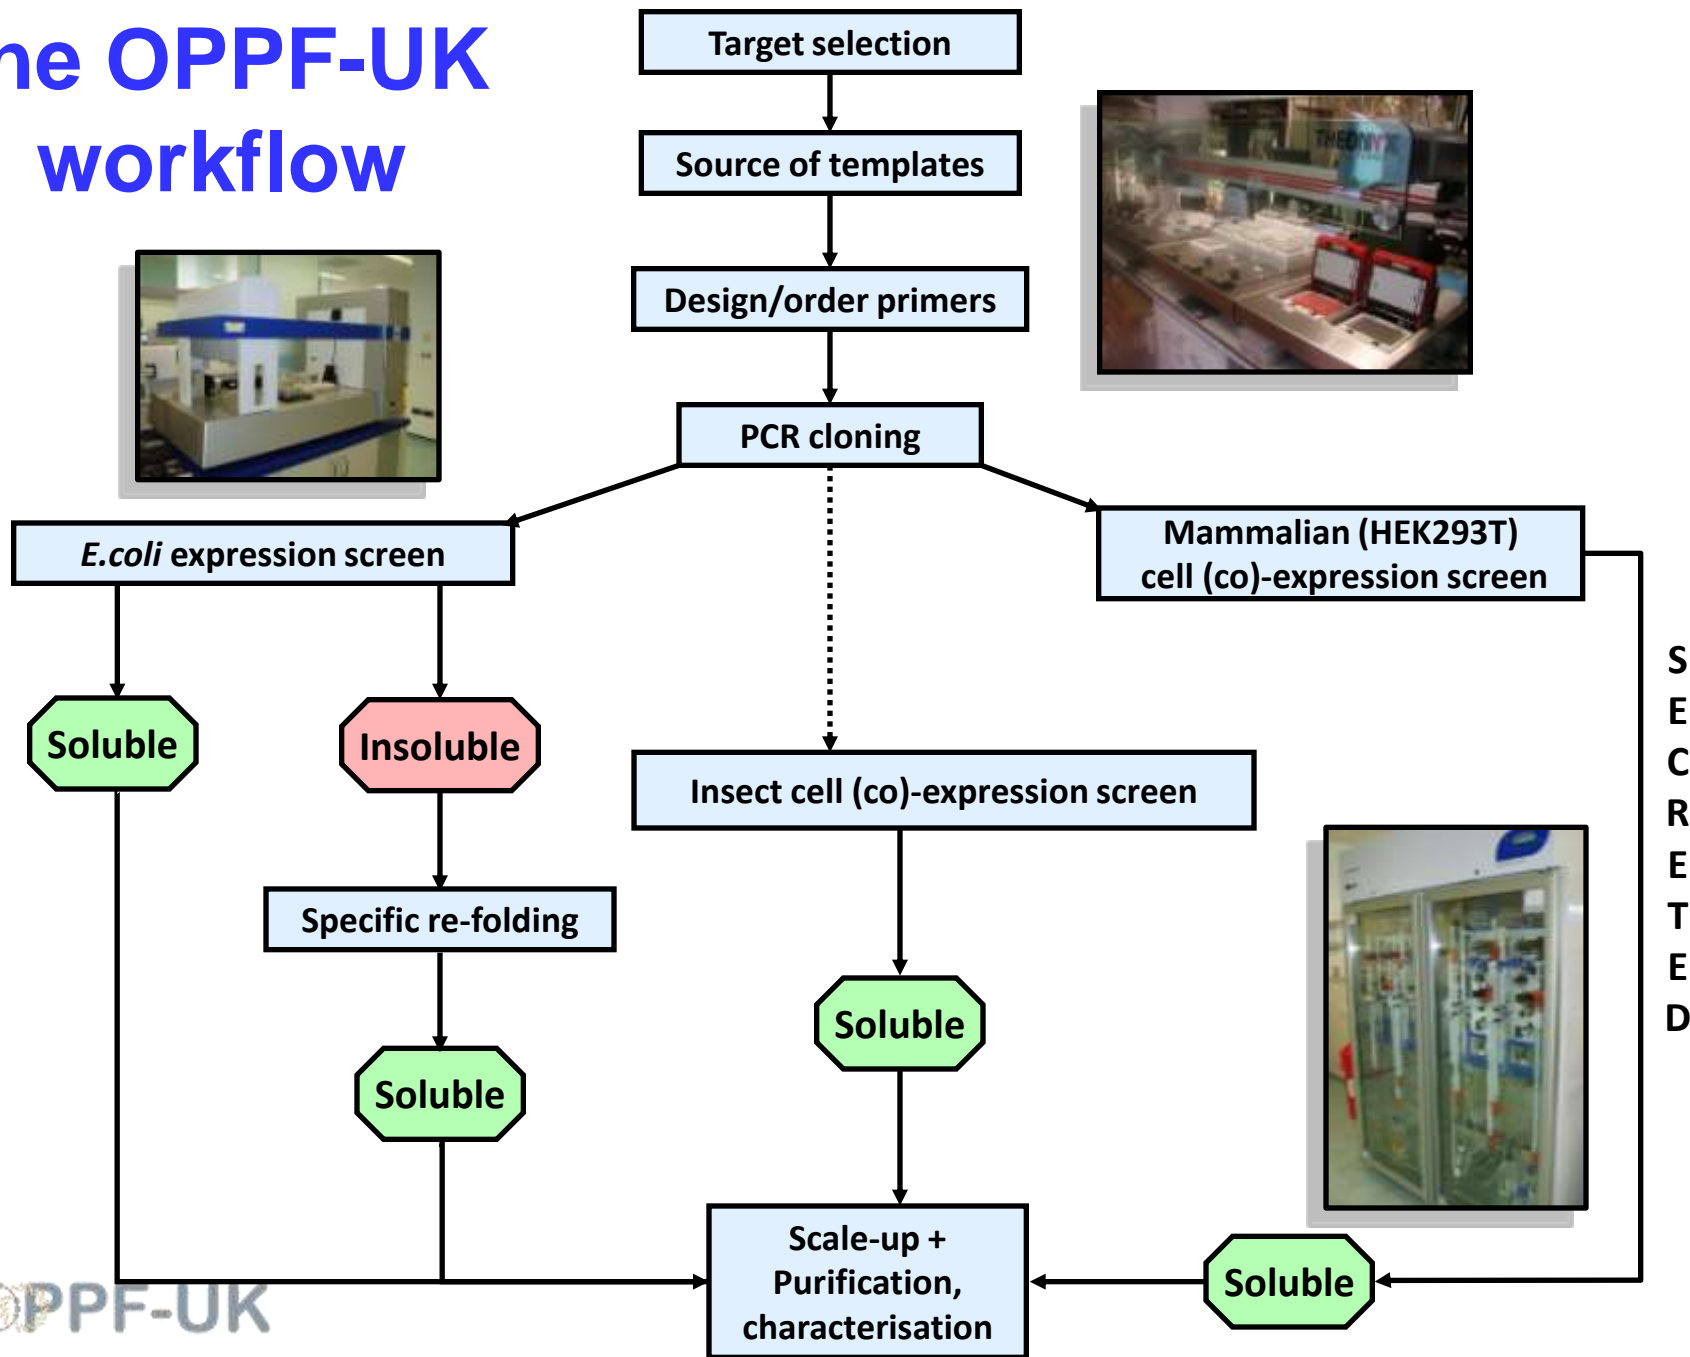 ne OPPF-UK
workflow
Target selection
Source of templates
THEONYX
Design/order primers
PCR cloning
E.coli expression screen
Mammalian (HEK293T)
cell (co)-expression screen
S
E
C
R
E
T
E
D
Soluble
Insoluble
Insect cell (co)-expression screen
Specific re-folding
Soluble
Soluble
Scale-up +
Purification,
characterisation
Soluble
OPPF-UK